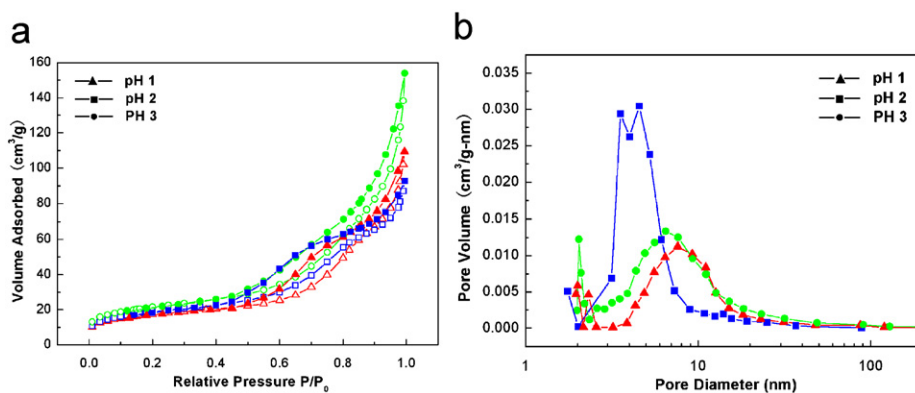 a
160
140
120
100
80
60
40
20
0
Volume Adsorbed (cm³/g)
pH 1
pH 2
PH 3
0.0 0.2 0.4 0.6 0.8 1.0
Relative Pressure P/P₀
b
0.035
0.030
0.025
0.020
0.015
0.010
0.005
0.000
Pore Volume (cm³/g-nm)
pH 1
pH 2
PH 3
1 10 100
Pore Diameter (nm)